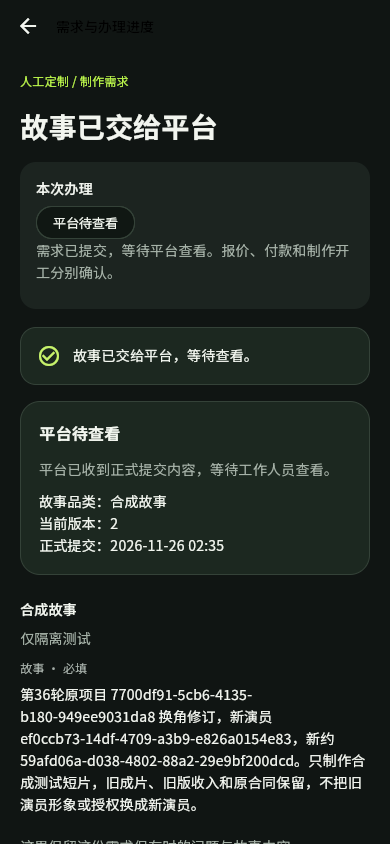 需求与办理进度
人工定制 / 制作需求
故事已交给平台
本次办理
平台待查看
需求已提交，等待平台查看。报价、付款和制作开
工分别确认。
故事已交给平台，等待查看。
平台待查看
平台已收到正式提交内容，等待工作人员查看。
故事品类：合成故事
当前版本：2
正式提交：2026-11-26 02:35
合成故事
仅隔离测试
故事 · 必填
第36轮原项目 7700df91-5cb6-4135-
b180-949ee9031da8 换角修订，新演员
ef0ccb73-14df-4709-a3b9-e826a0154e83，新约
59afd06a-d038-4802-88a2-29e9bf200dcd。只制作合
成测试短片，旧成片、旧版收入和原合同保留，不把旧
演员形象或授权换成新演员。